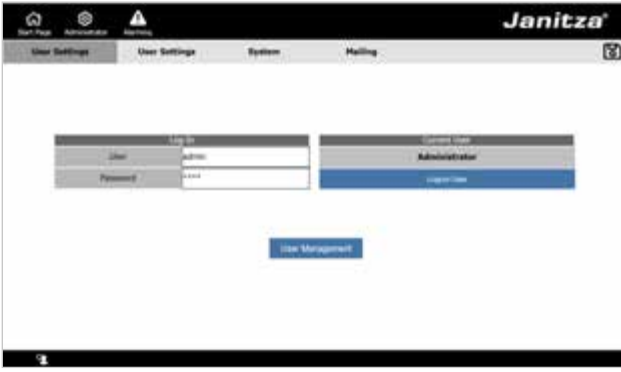 Janitza
Start Page Administrator Alarming
User Settings User Settings System Mailing
Log In
User admin
Password ****
Current User
Administrator
Logout User
User Management